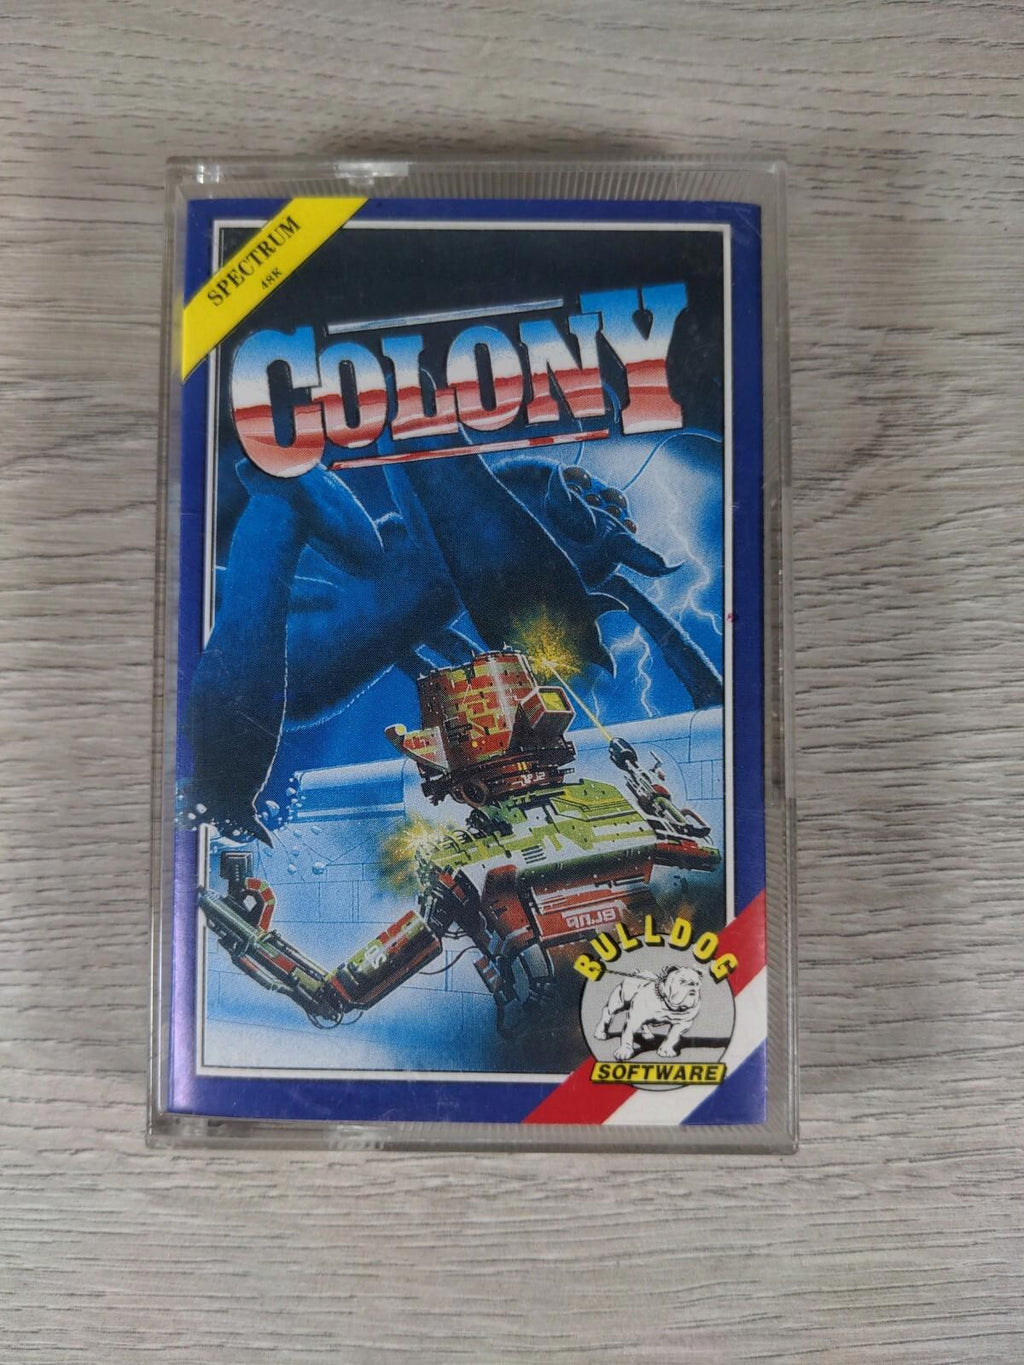 SPECTRUM
48K
COLONY
BULLDOG
SOFTWARE